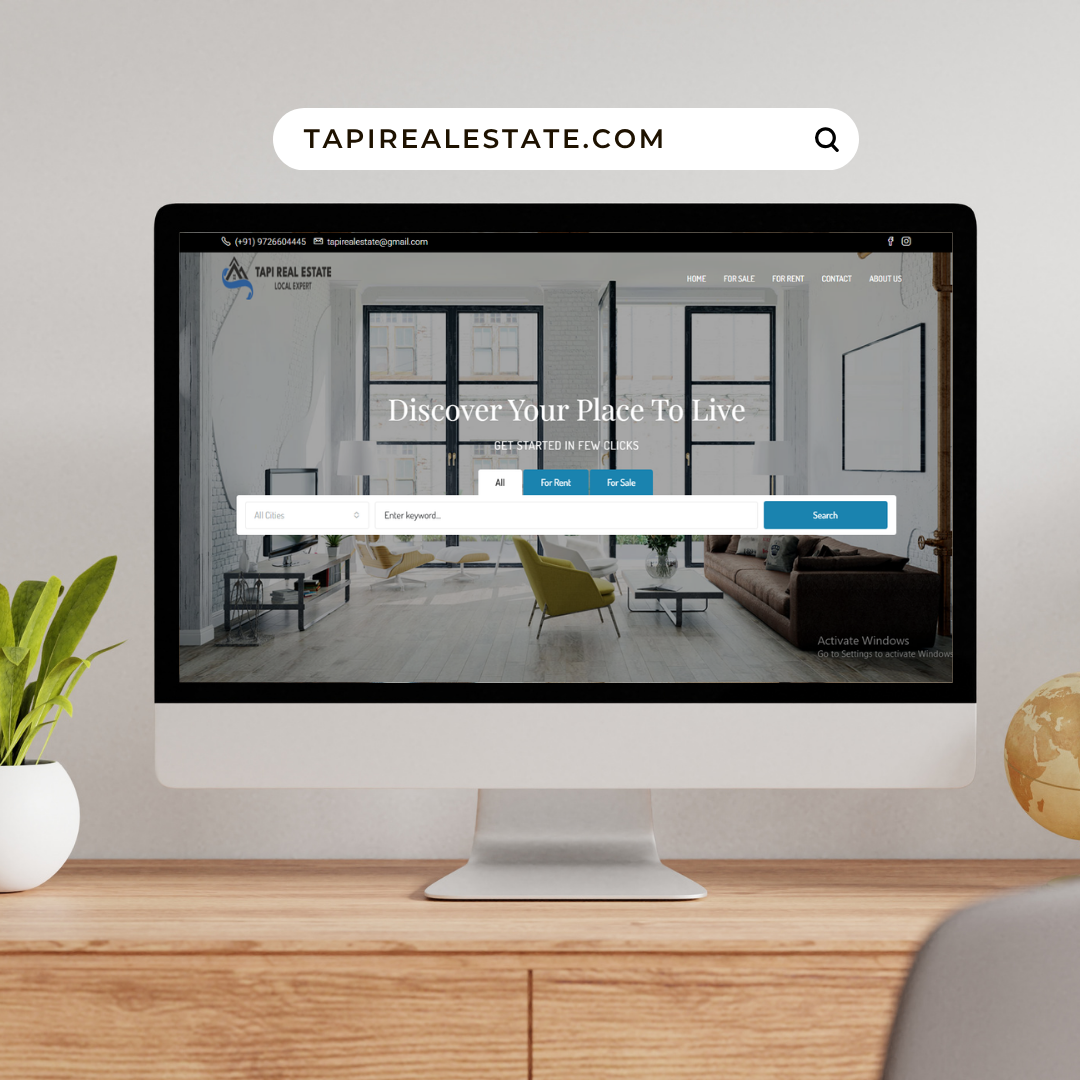 TAPIREALESTATE.COM
(+91) 9726604445 tapirealestate@gmail.com
TAPI REAL ESTATE
LOCAL EXPERT
HOME FOR SALE FOR RENT CONTACT ABOUT US
Discover Your Place To Live
GET STARTED IN FEW CLICKS
All For Rent For Sale
All Cities Enter keyword... Search
Activate Windows
Go to Settings to activate Windows